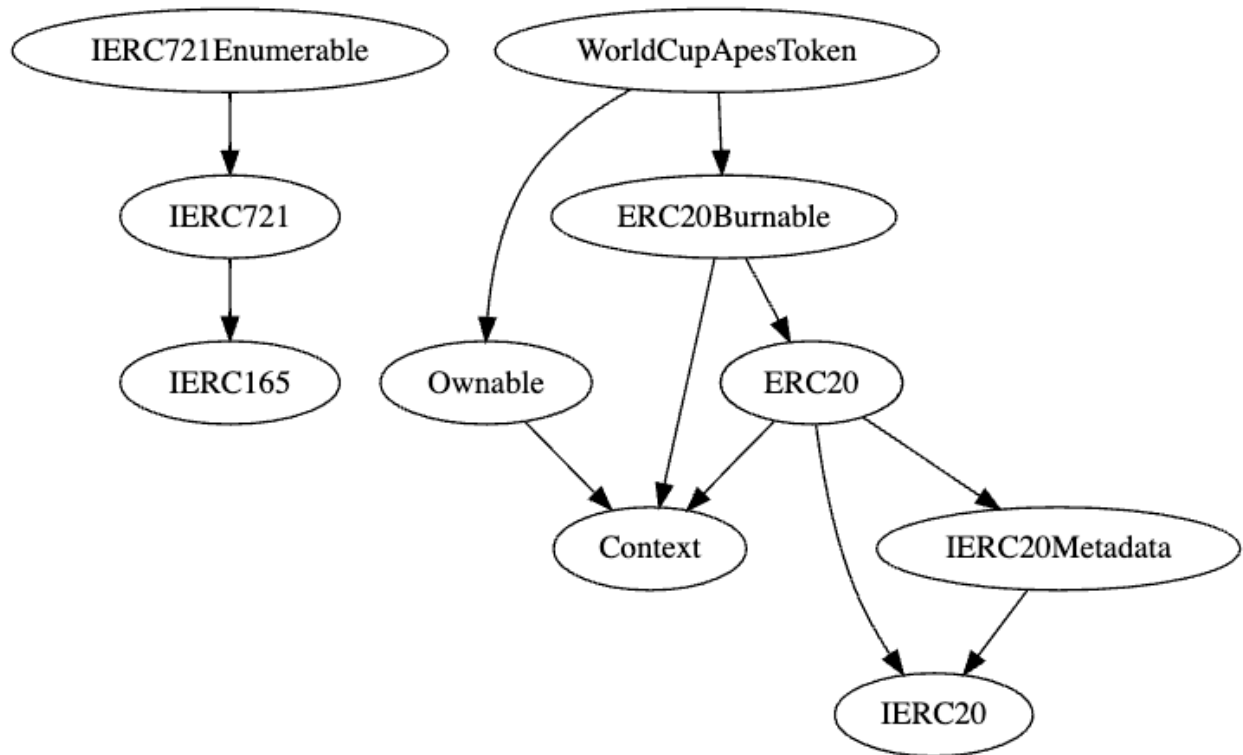 IERC721Enumerable
WorldCupApesToken
IERC721
ERC20Burnable
IERC165
Ownable
ERC20
Context
IERC20Metadata
IERC20